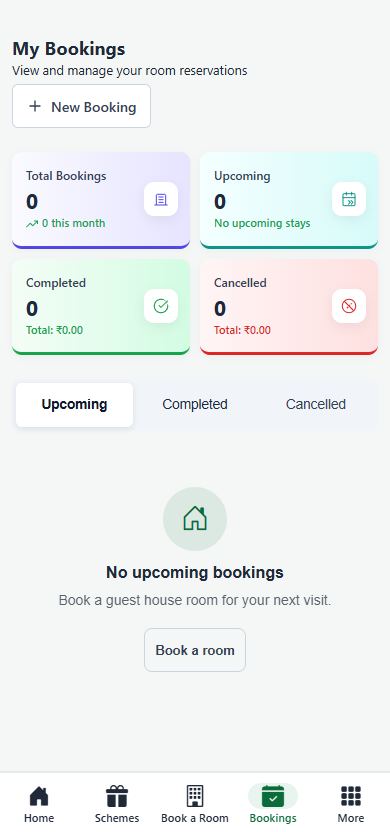 My Bookings
View and manage your room reservations
New Booking
Total Bookings
0
0 this month
Upcoming
0
No upcoming stays
Completed
0
Total: ₹0.00
Cancelled
0
Total: ₹0.00
Upcoming Completed Cancelled
No upcoming bookings
Book a guest house room for your next visit.
Book a room
Home Schemes Book a Room Bookings More